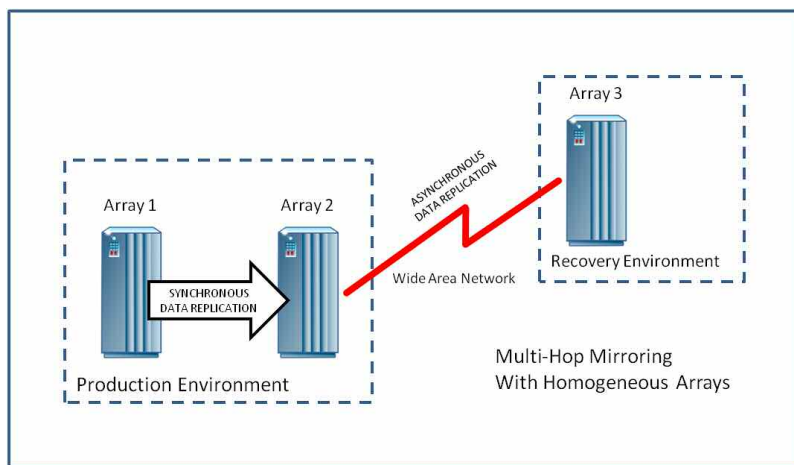 Array 3
ASYNCHRONOUS
DATA REPLICATION
Array 1
Array 2
Recovery Environment
Wide Area Network
SYNCHRONOUS
DATA REPLICATION
Production Environment
Multi-Hop Mirroring
With Homogeneous Arrays